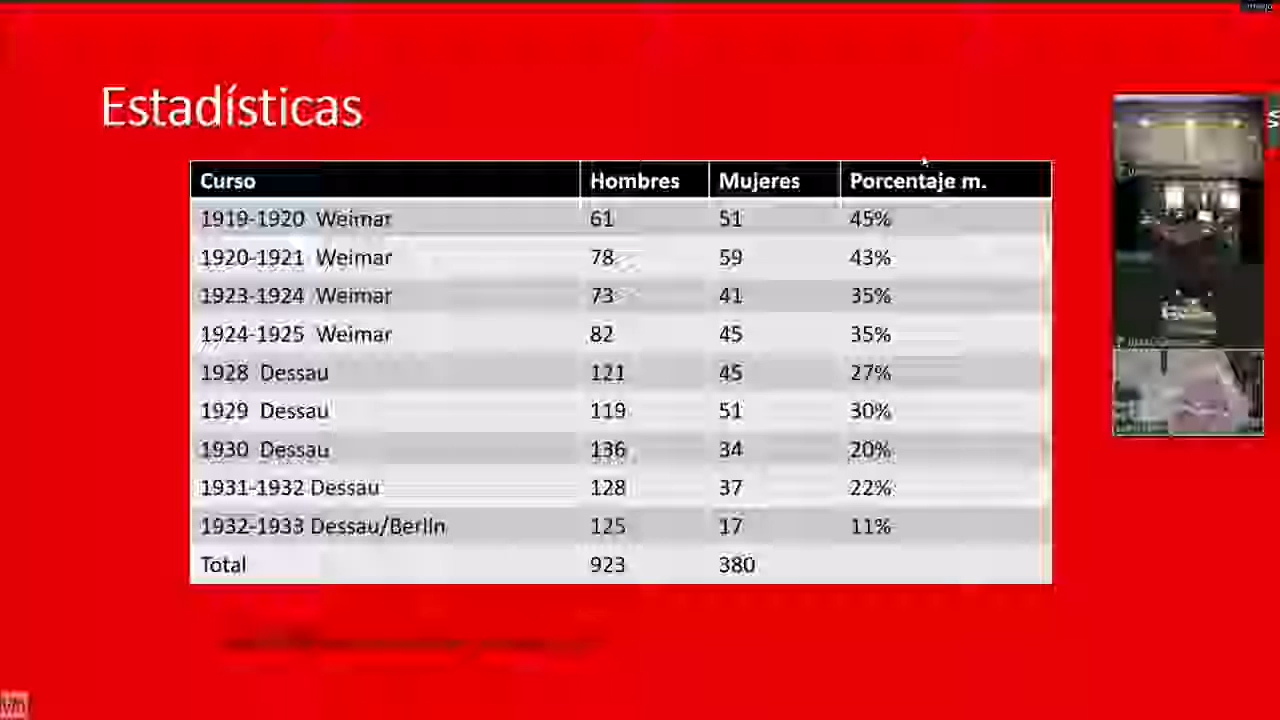 Estadísticas
Curso Hombres Mujeres Porcentaje m.
1919-1920 Weimar 61 51 45%
1920-1921 Weimar 78 59 43%
1923-1924 Weimar 73 41 35%
1924-1925 Weimar 82 45 35%
1928 Dessau 121 45 27%
1929 Dessau 119 51 30%
1930 Dessau 136 34 20%
1931-1932 Dessau 128 37 22%
1932-1933 Dessau/Berlin 125 17 11%
Total 923 380